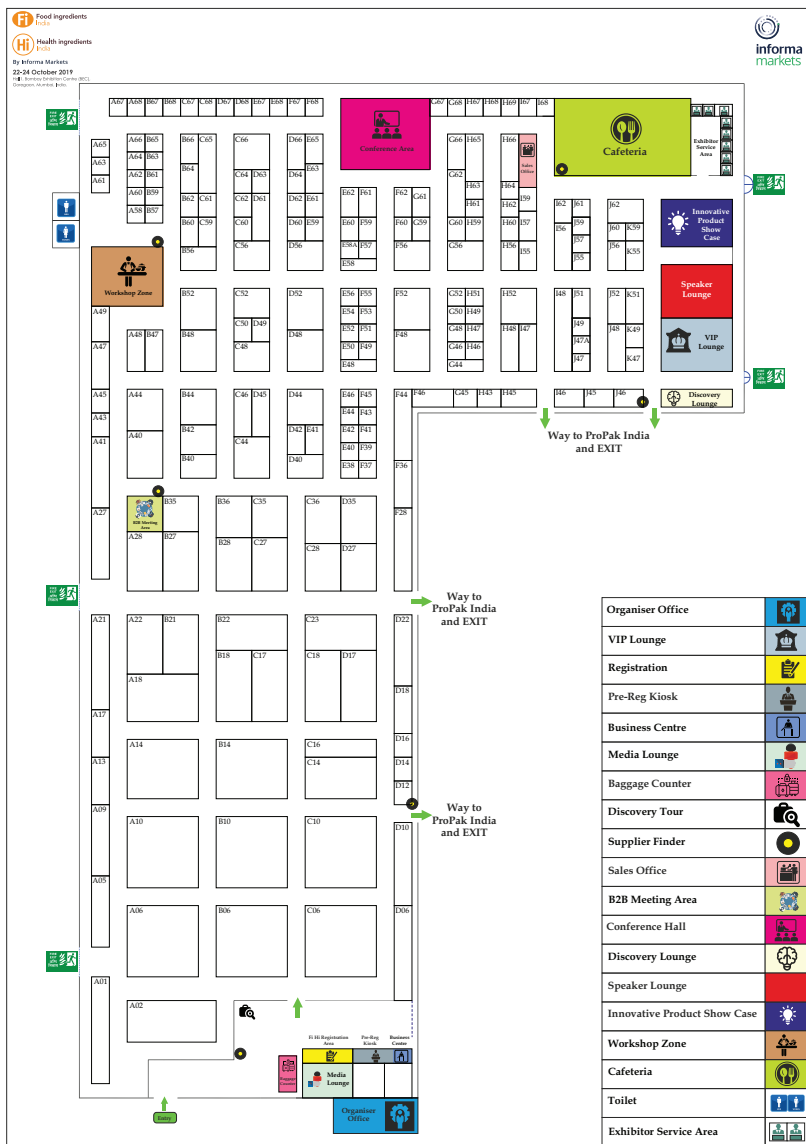 Fi Food ingredients
India
Hi Health ingredients
India
By Informa Markets
22-24 October 2019
Hall 1, Bombay Exhibition Centre (BEC),
Goregaon, Mumbai, India
informa
markets
A67 A68 B67 B68 C67 C68 D67 D68 E67 E68 F67 F68
G67 G68 H67 H68 H69 I67 I68
Conference Area
Cafeteria
Exhibitor
Service
Area
Sales
Office
A65 A66 B65 B66 C65 C66 D66 E65 G66 H65 H66
A63 A64 B63 B64 E63
A61 A62 B61 C64 D63 D64 G62 H63 H64
A60 B59 B62 C61 C62 D61 D62 E61 E62 F61 F62 G61 H61 H62 I59 I62 J61 J62
A58 B57 B60 C59 C60 D60 E59 E60 F59 F60 G59 G60 H59 H60 I57 I56 J59 J60 K59
B56 C56 D56 E58A F57 F56 G56 H56 I55 J57 J56 K55
E58 J55
Innovative
Product
Show
Case
Workshop Zone
Speaker
Lounge
VIP
Lounge
A49 B52 C52 D52 E56 F55 F52 G52 H51 H52 I48 J51 J52 K51
E54 F53 G50 H49
A47 A48 B47 B48 C50 D49 D48 E52 F51 F48 G48 H47 H48 I47 J49 J48 K49
C48 E50 F49 G46 H46 J47A
E48 G44 J47 K47
A45 A44 B44 C46 D45 D44 E46 F45 F44 F46 G45 H43 H45 I46 J45 J46
Discovery
Lounge
A43 E44 F43
A41 A40 B42 C44 D42 E41 E42 F41
B40 D40 E40 F39
E38 F37 F36
Way to ProPak India
and EXIT
A27 B35 B36 C35 C36 D35 F28
B2B Meeting
Area
A28 B27 B28 C27 C28 D27
Way to
ProPak India
and EXIT
A21 A22 B21 B22 C23 D22
A18 B18 C17 C18 D17 D18
A17
A14 B14 C16 D16
A13 C14 D14
D12
A09 A10 B10 C10 D10
Way to
ProPak India
and EXIT
A05 A06 B06 C06 D06
A01
A02
Fi Hi Registration
Area
Pre-Reg
Kiosk
Business
Centre
Baggage
Counter
Media
Lounge
Organiser
Office
Entry
Organiser Office
VIP Lounge
Registration
Pre-Reg Kiosk
Business Centre
Media Lounge
Baggage Counter
Discovery Tour
Supplier Finder
Sales Office
B2B Meeting Area
Conference Hall
Discovery Lounge
Speaker Lounge
Innovative Product Show Case
Workshop Zone
Cafeteria
Toilet
Exhibitor Service Area